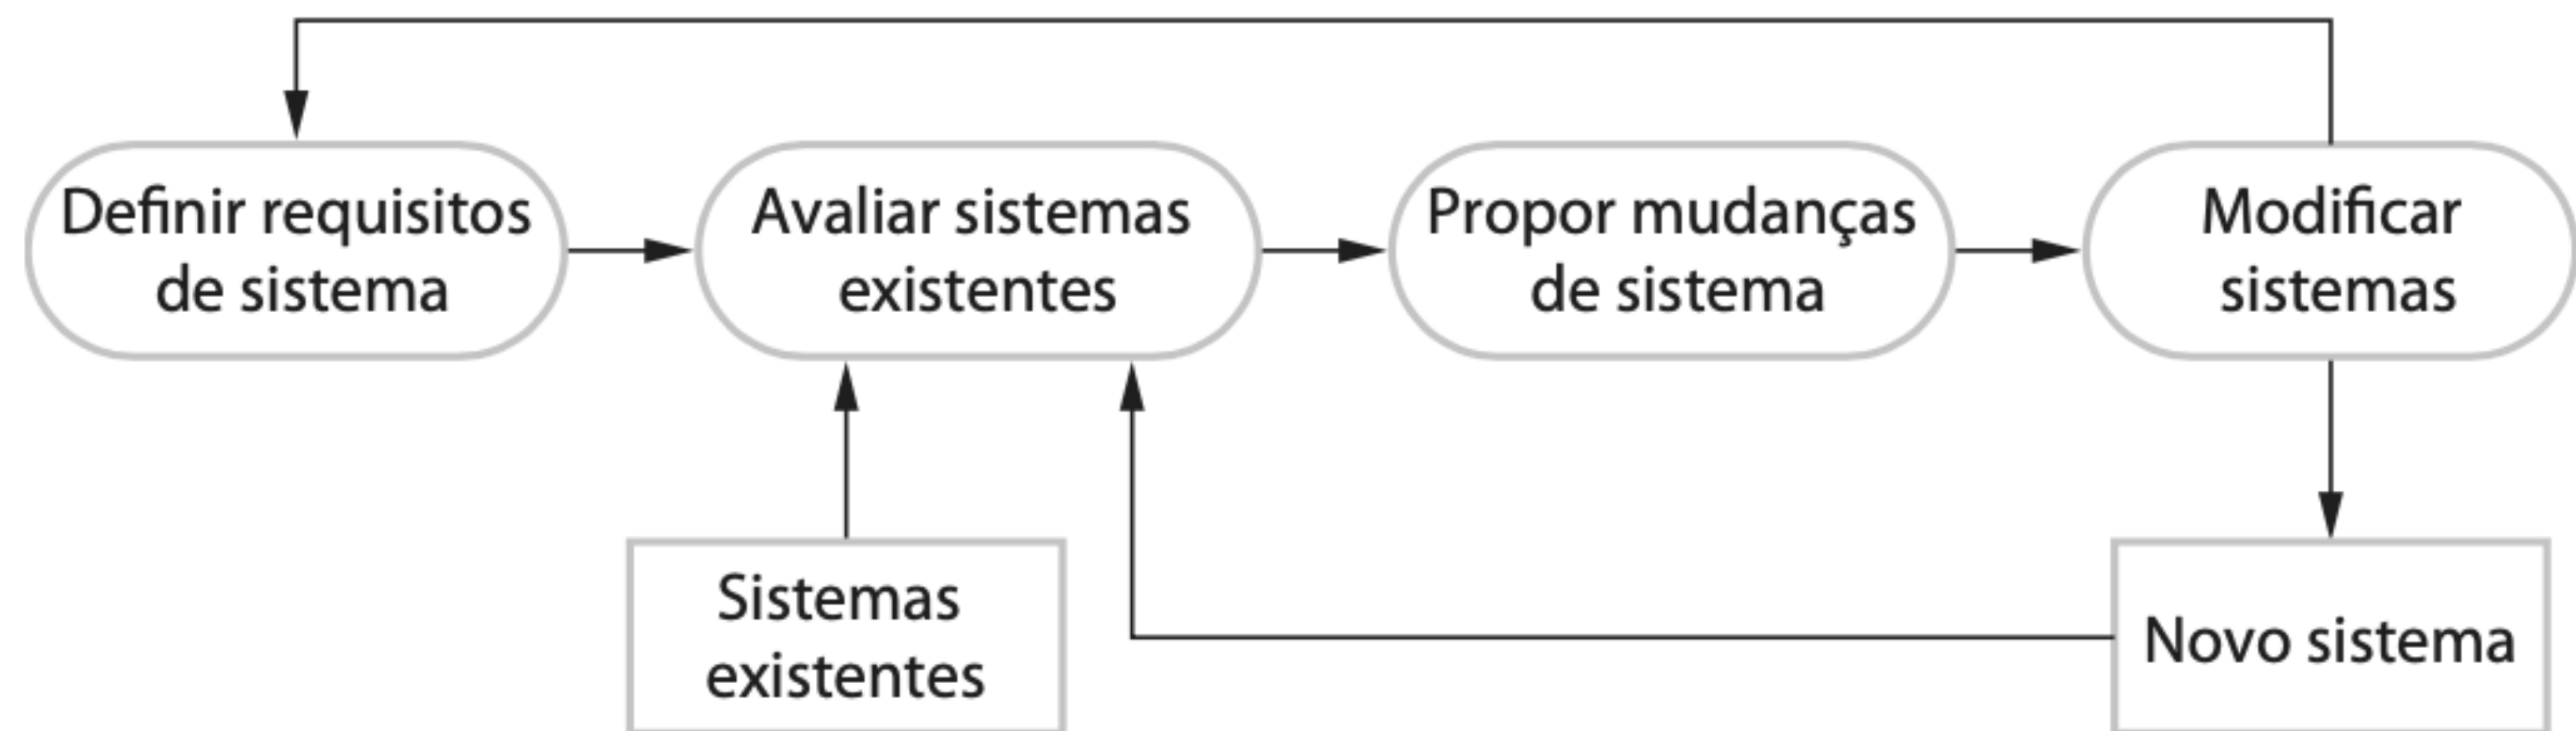 Definir requisitos
de sistema
Avaliar sistemas
existentes
Propor mudanças
de sistema
Modificar
sistemas
Sistemas
existentes
Novo sistema